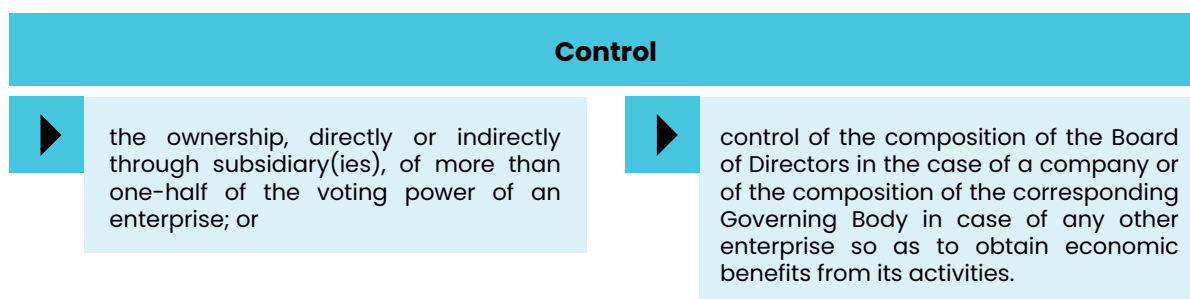 Control
the ownership, directly or indirectly
through subsidiary(ies), of more than
one-half of the voting power of an
enterprise; or
control of the composition of the Board
of Directors in the case of a company or
of the composition of the corresponding
Governing Body in case of any other
enterprise so as to obtain economic
benefits from its activities.